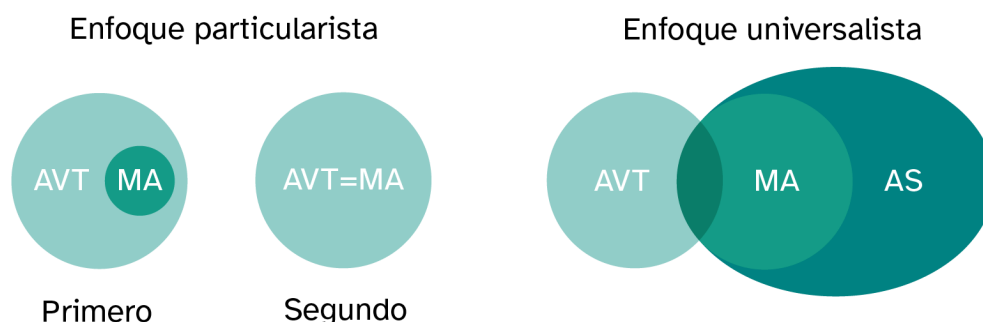 Enfoque particularista
Enfoque universalista
AVT
MA
AVT=MA
AVT
MA
AS
Primero
Segundo